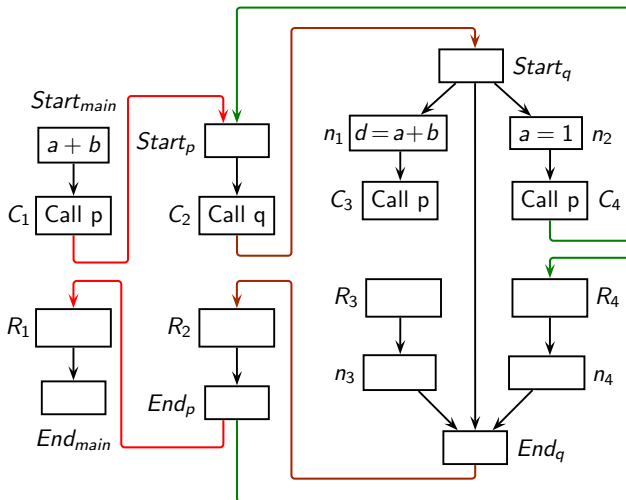 Start_q
Start_main
a + b
Start_p
n_1 d = a+b
a = 1 n_2
C_1 Call p
C_2 Call q
C_3 Call p
Call p C_4
R_1
R_2
R_3
R_4
n_3
n_4
End_p
End_main
End_q